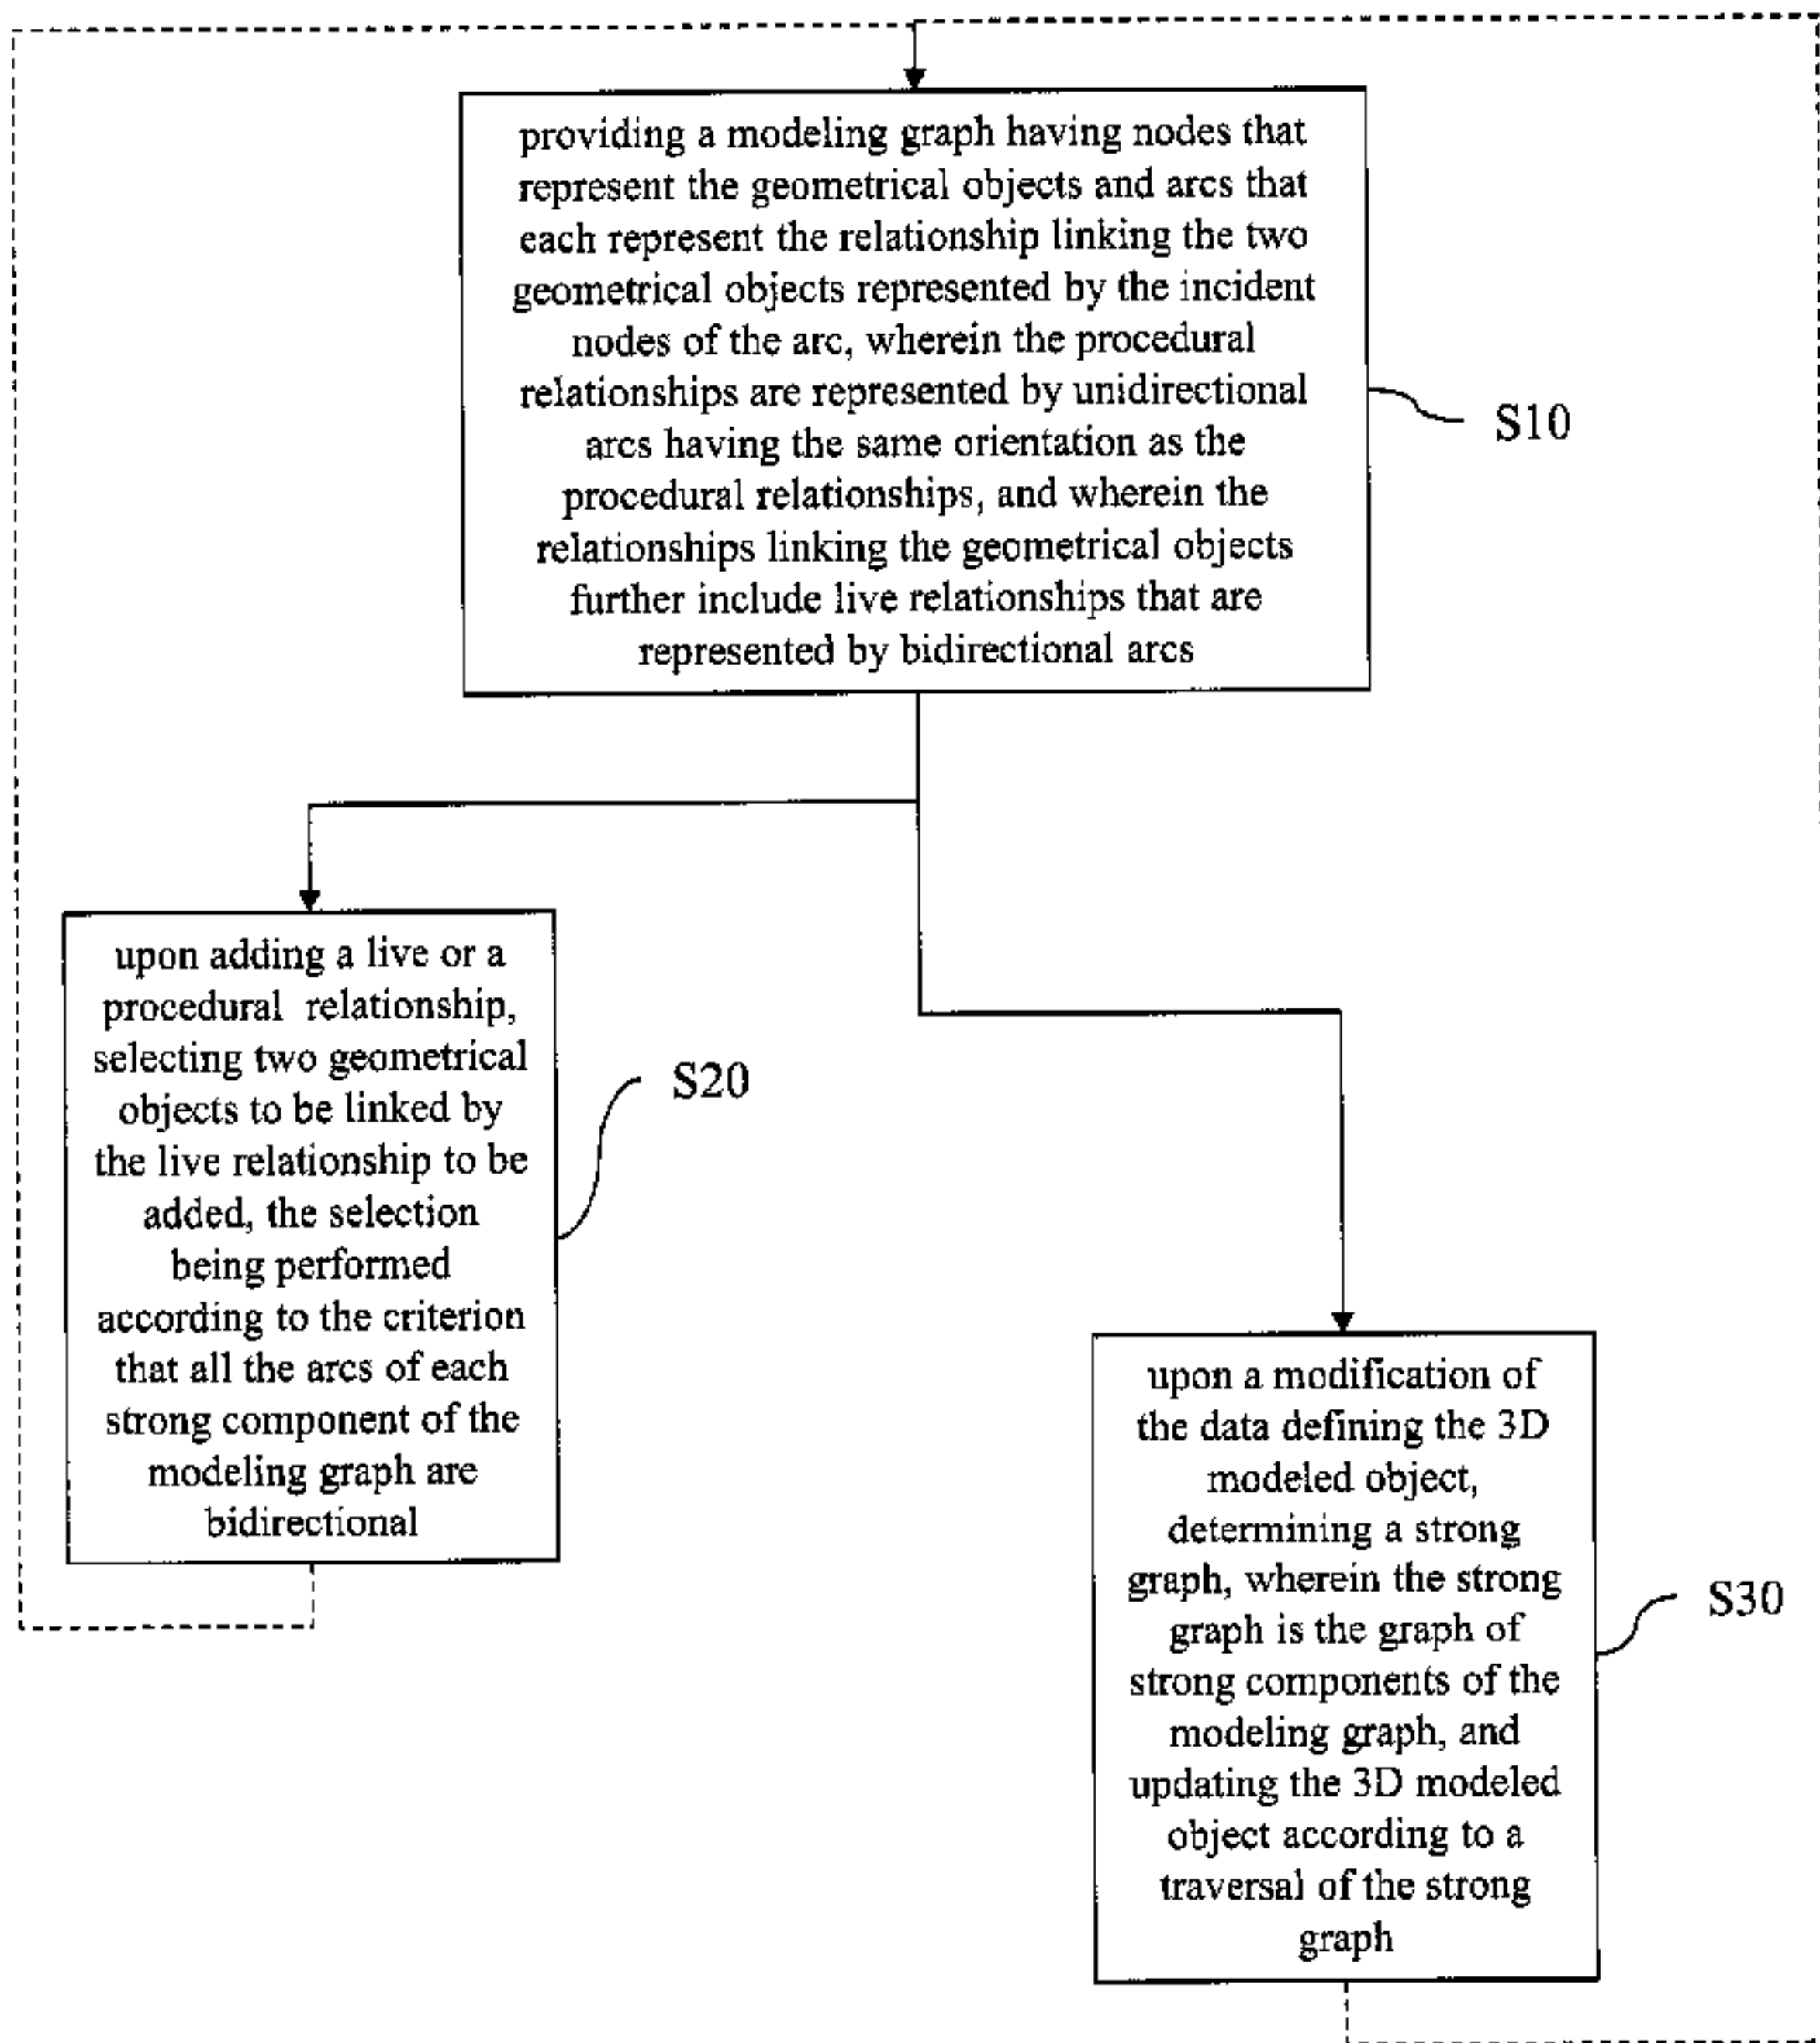 providing a modeling graph having nodes that
represent the geometrical objects and arcs that
each represent the relationship linking the two
geometrical objects represented by the incident
nodes of the arc, wherein the procedural
relationships are represented by unidirectional
arcs having the same orientation as the
procedural relationships, and wherein the
relationships linking the geometrical objects
further include live relationships that are
represented by bidirectional arcs
S10
upon adding a live or a
procedural relationship,
selecting two geometrical
objects to be linked by
the live relationship to be
added, the selection
being performed
according to the criterion
that all the arcs of each
strong component of the
modeling graph are
bidirectional
S20
upon a modification of
the data defining the 3D
modeled object,
determining a strong
graph, wherein the strong
graph is the graph of
strong components of the
modeling graph, and
updating the 3D modeled
object according to a
traversal of the strong
graph
S30